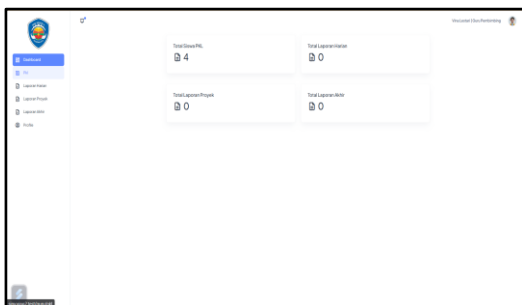 Dashboard
PKL
Laporan Harian
Laporan Proyek
Laporan Akhir
Profile
Total Siswa PKL
4
Total Laporan Harian
0
Total Laporan Proyek
0
Total Laporan Akhir
0